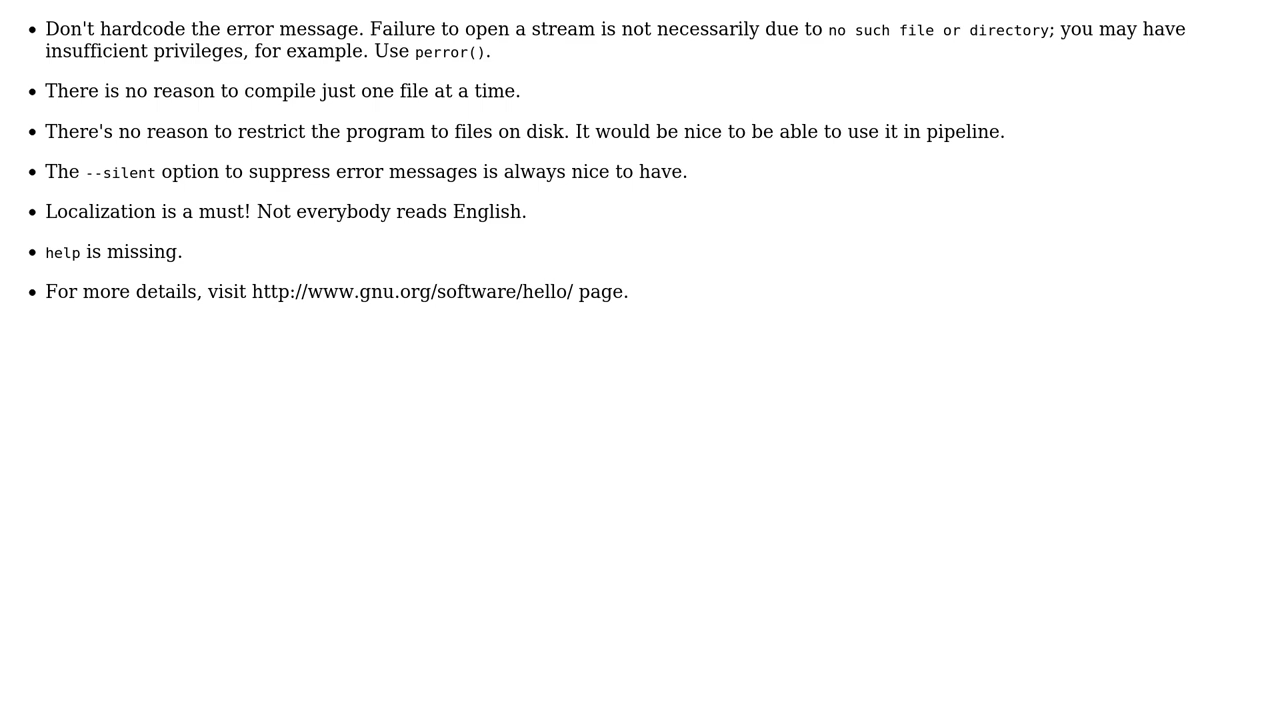 Don't hardcode the error message. Failure to open a stream is not necessarily due to no such file or directory; you may have
insufficient privileges, for example. Use perror().
There is no reason to compile just one file at a time.
There's no reason to restrict the program to files on disk. It would be nice to be able to use it in pipeline.
The --silent option to suppress error messages is always nice to have.
Localization is a must! Not everybody reads English.
help is missing.
For more details, visit http://www.gnu.org/software/hello/ page.